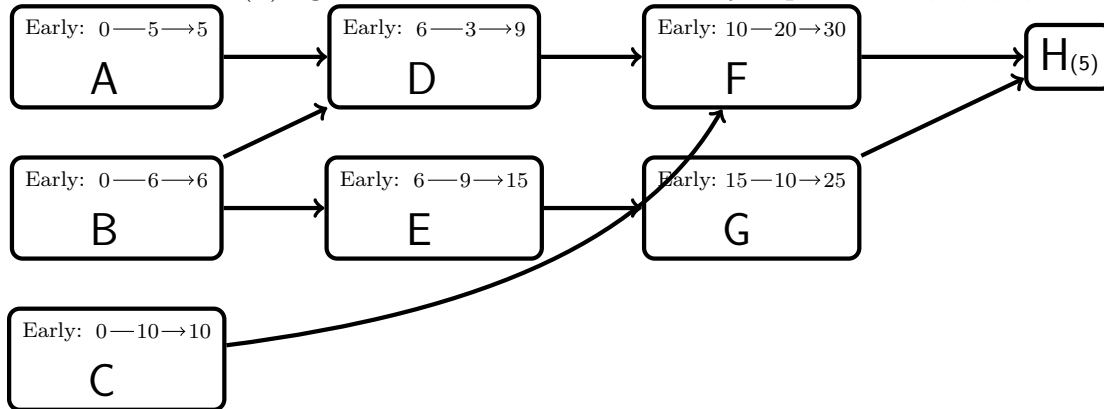 Early: 0—5→5
A
Early: 6—3→9
D
Early: 10—20→30
F
H(5)
Early: 0—6→6
B
Early: 6—9→15
E
Early: 15—10→25
G
Early: 0—10→10
C